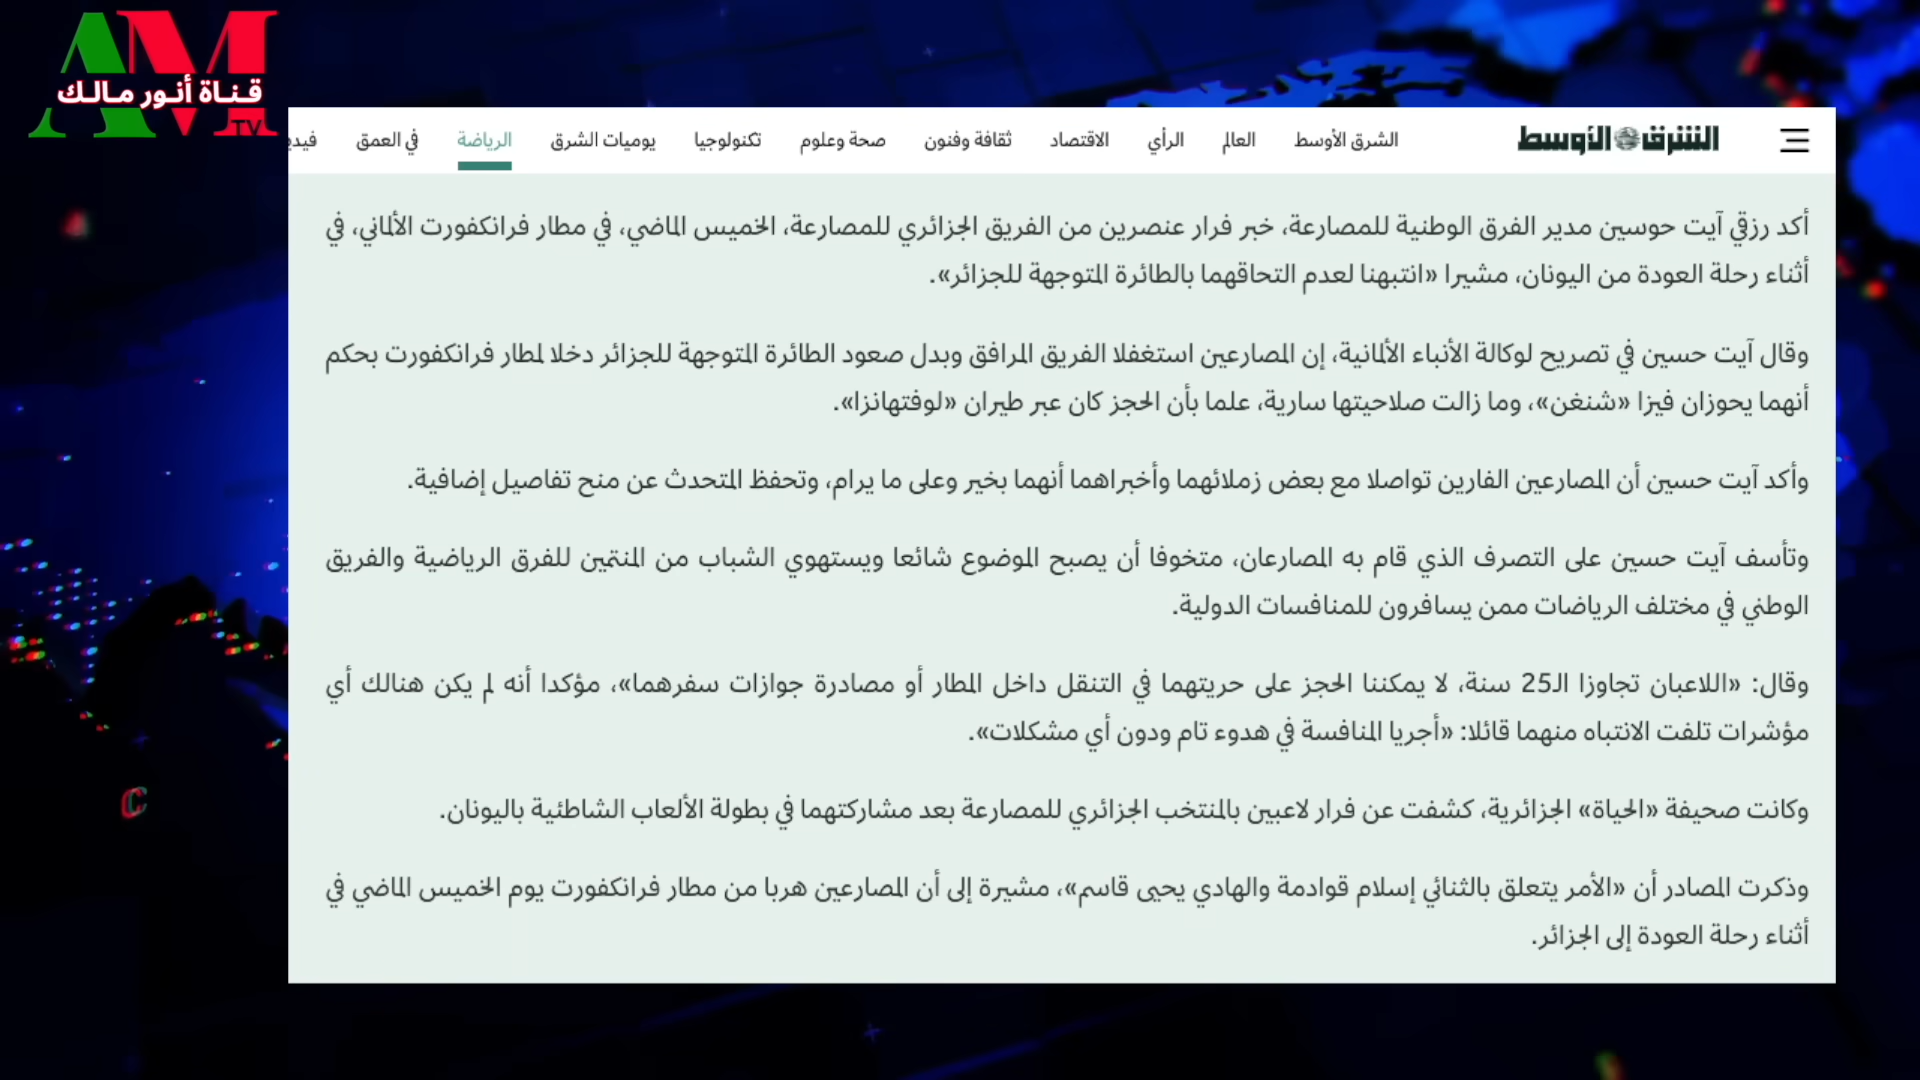 AM
قناة أنور مالك
TV
الشرق الأوسط
الشرق الأوسط العالم الرأي الاقتصاد ثقافة وفنون صحة وعلوم تكنولوجيا يوميات الشرق الرياضة في العمق فيديو
أكد رزقي آيت حوسين مدير الفرق الوطنية للمصارعة، خبر فرار عنصرين من الفريق الجزائري للمصارعة، الخميس الماضي، في مطار فرانكفورت الألماني، في
أثناء رحلة العودة من اليونان، مشيرا «انتبهنا لعدم التحاقهما بالطائرة المتوجهة للجزائر».
وقال آيت حسين في تصريح لوكالة الأنباء الألمانية، إن المصارعين استغفلا الفريق المرافق وبدل صعود الطائرة المتوجهة للجزائر دخلا لمطار فرانكفورت بحكم
أنهما يحوزان فيزا «شنغن»، وما زالت صلاحيتها سارية، علما بأن الحجز كان عبر طيران «لوفتهانزا».
وأكد آيت حسين أن المصارعين الفارين تواصلا مع بعض زملائهما وأخبراهما أنهما بخير وعلى ما يرام، وتحفظ المتحدث عن منح تفاصيل إضافية.
وتأسف آيت حسين على التصرف الذي قام به المصارعان، متخوفا أن يصبح الموضوع شائعا ويستهوي الشباب من المنتمين للفرق الرياضية والفريق
الوطني في مختلف الرياضات ممن يسافرون للمنافسات الدولية.
وقال: «اللاعبان تجاوزا الـ25 سنة، لا يمكننا الحجز على حريتهما في التنقل داخل المطار أو مصادرة جوازات سفرهما»، مؤكدا أنه لم يكن هنالك أي
مؤشرات تلفت الانتباه منهما قائلا: «أجريا المنافسة في هدوء تام ودون أي مشكلات».
وكانت صحيفة «الحياة» الجزائرية، كشفت عن فرار لاعبين بالمنتخب الجزائري للمصارعة بعد مشاركتهما في بطولة الألعاب الشاطئية باليونان.
وذكرت المصادر أن «الأمر يتعلق بالثنائي إسلام قوادمة والهادي يحيى قاسم»، مشيرة إلى أن المصارعين هربا من مطار فرانكفورت يوم الخميس الماضي في
أثناء رحلة العودة إلى الجزائر.